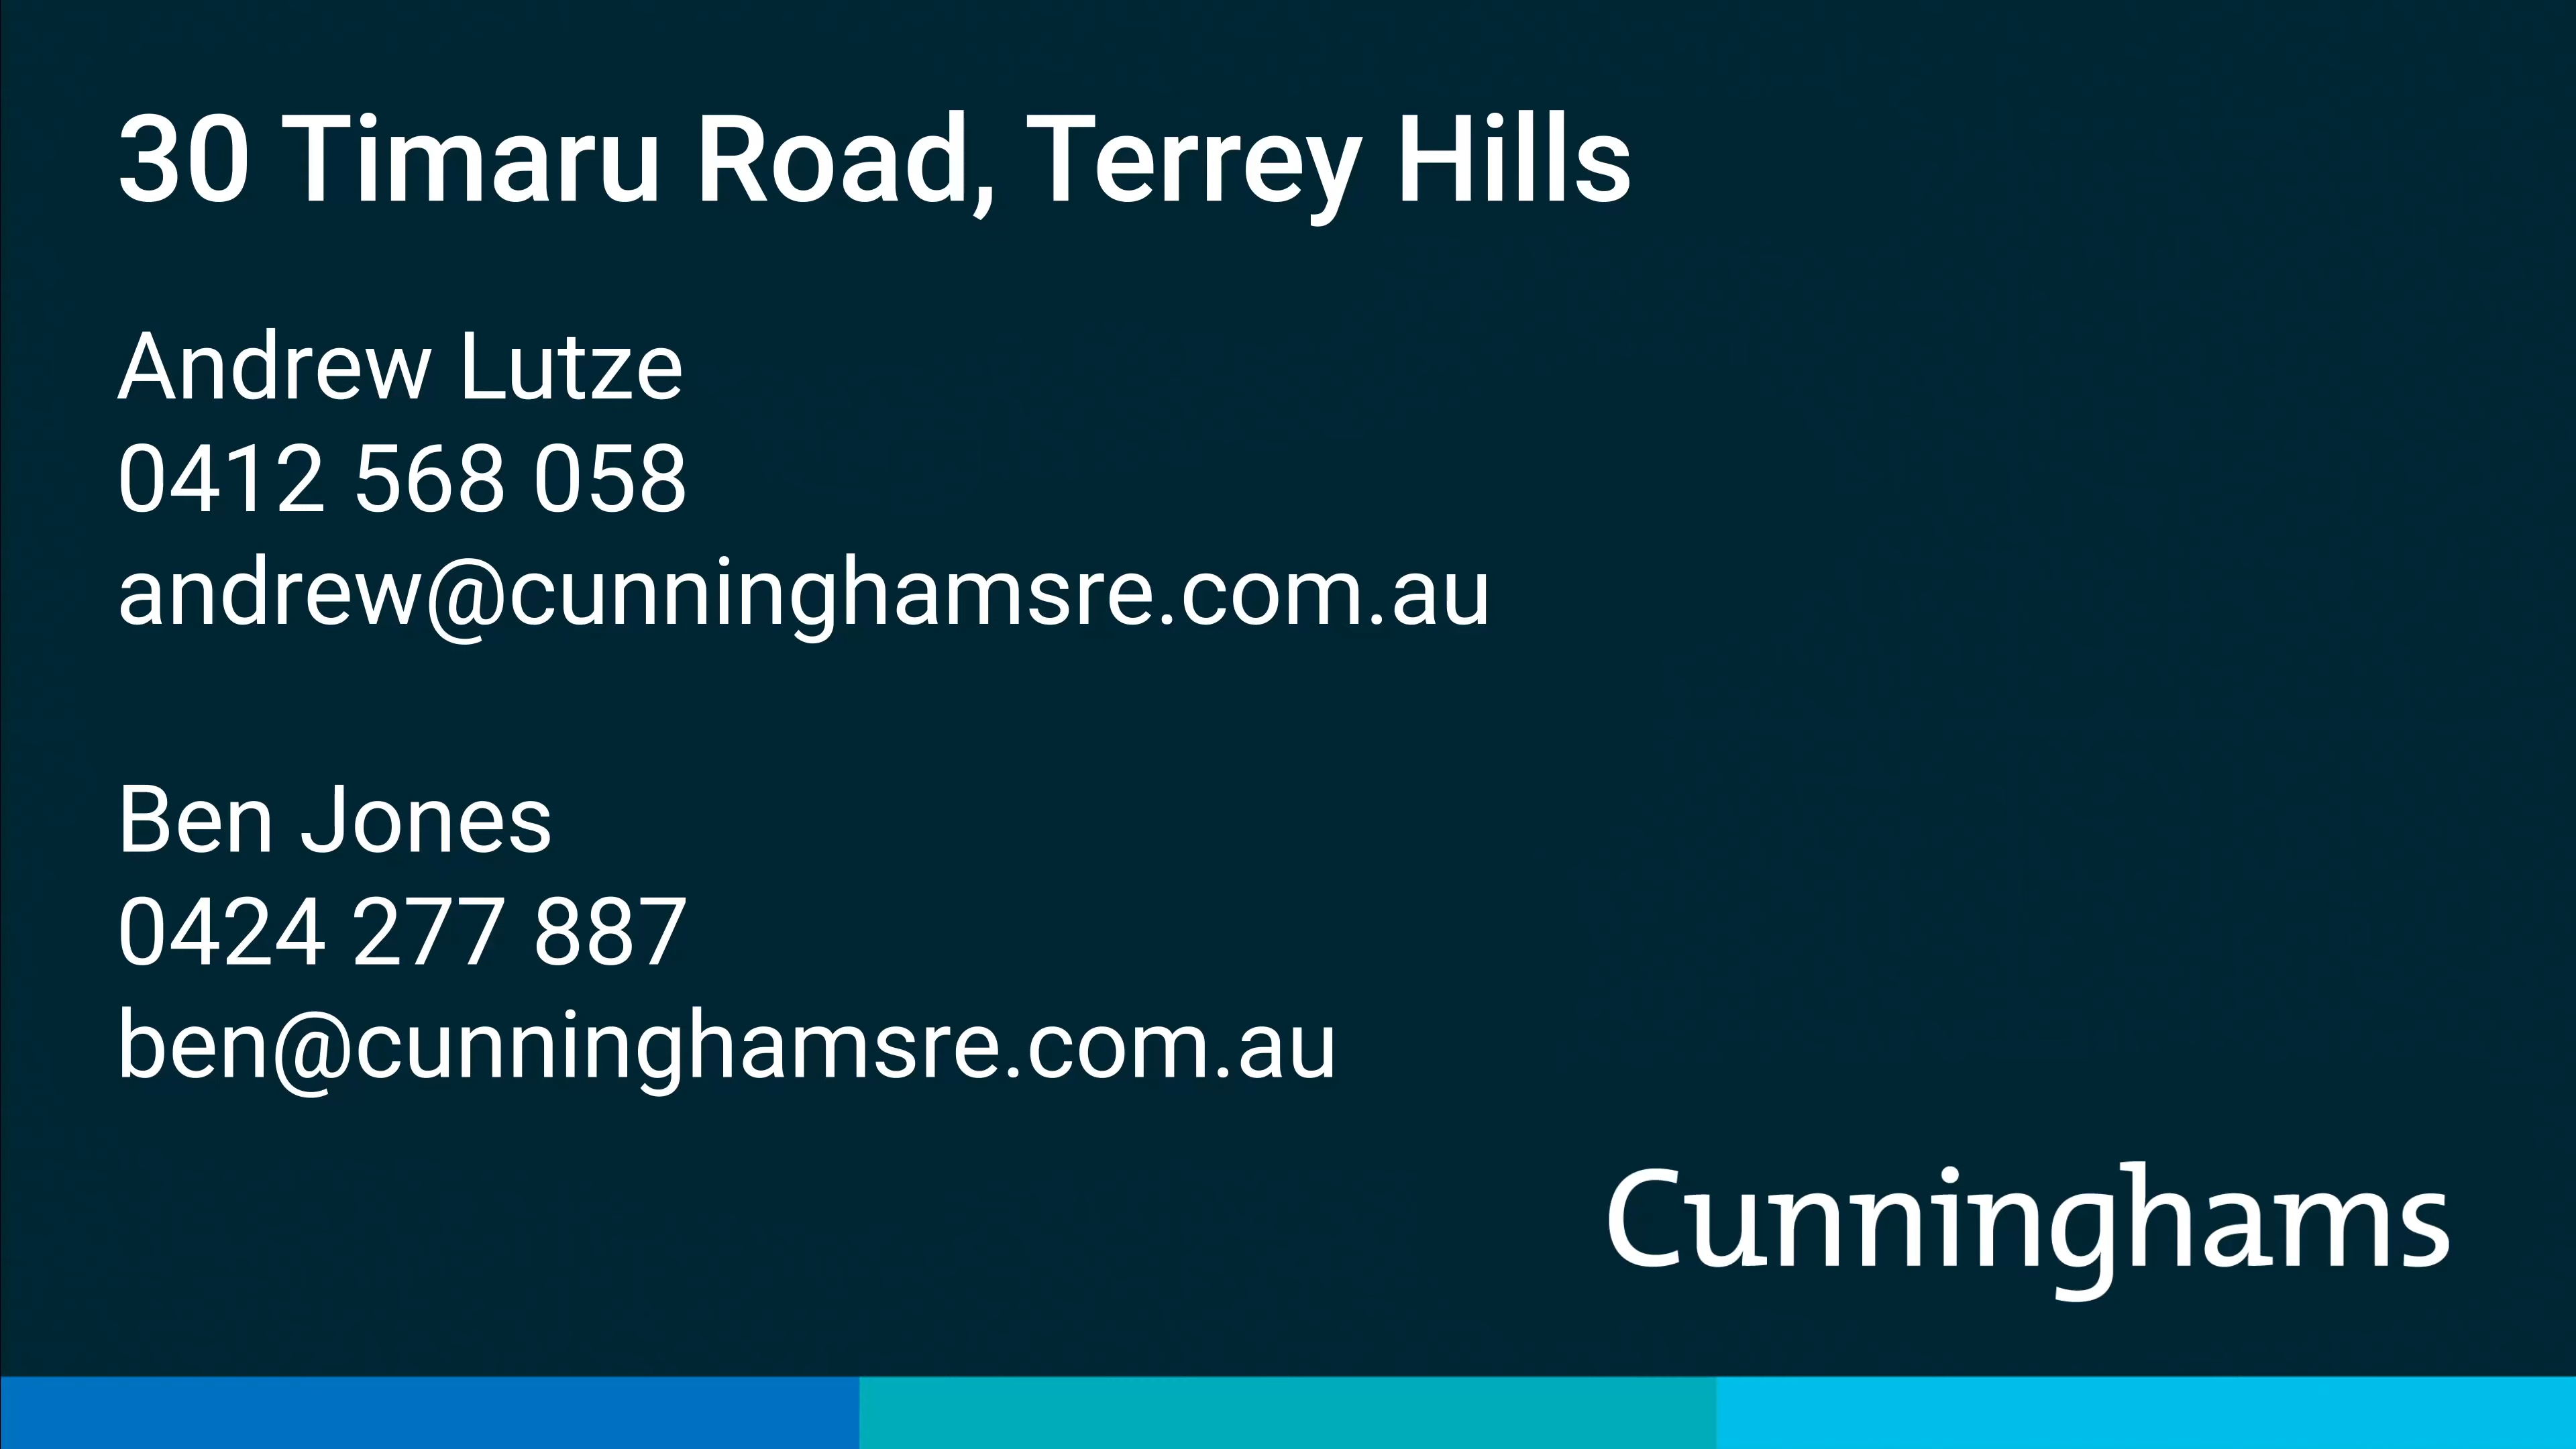 30 Timaru Road, Terrey Hills
Andrew Lutze
0412 568 058
andrew@cunninghamsre.com.au
Ben Jones
0424 277 887
ben@cunninghamsre.com.au
Cunninghams